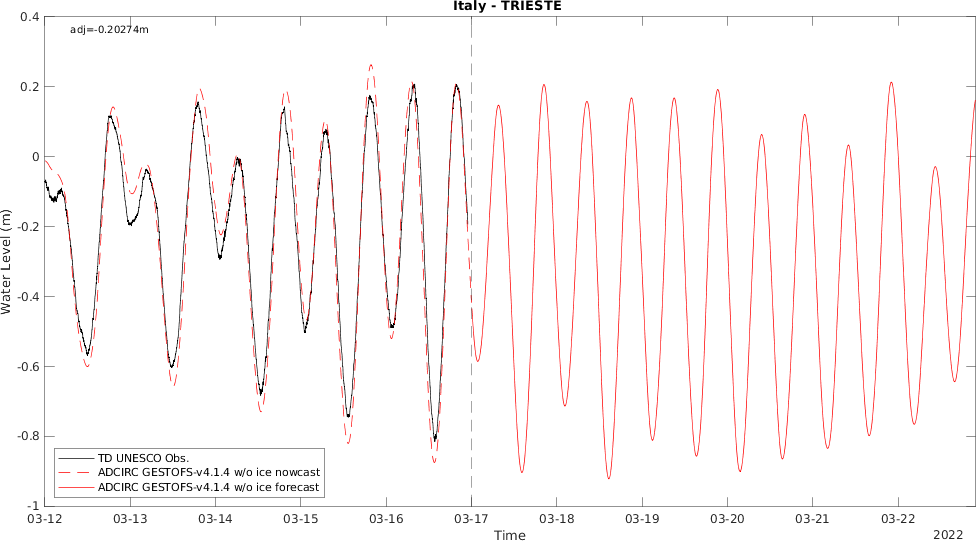 Italy - TRIESTE
adj=-0.20274m
Water Level (m)
0.4
0.2
0
-0.2
-0.4
-0.6
-0.8
-1
TD UNESCO Obs.
ADCIRC GESTOFS-v4.1.4 w/o ice nowcast
ADCIRC GESTOFS-v4.1.4 w/o ice forecast
03-12 03-13 03-14 03-15 03-16 03-17 03-18 03-19 03-20 03-21 03-22
Time
2022